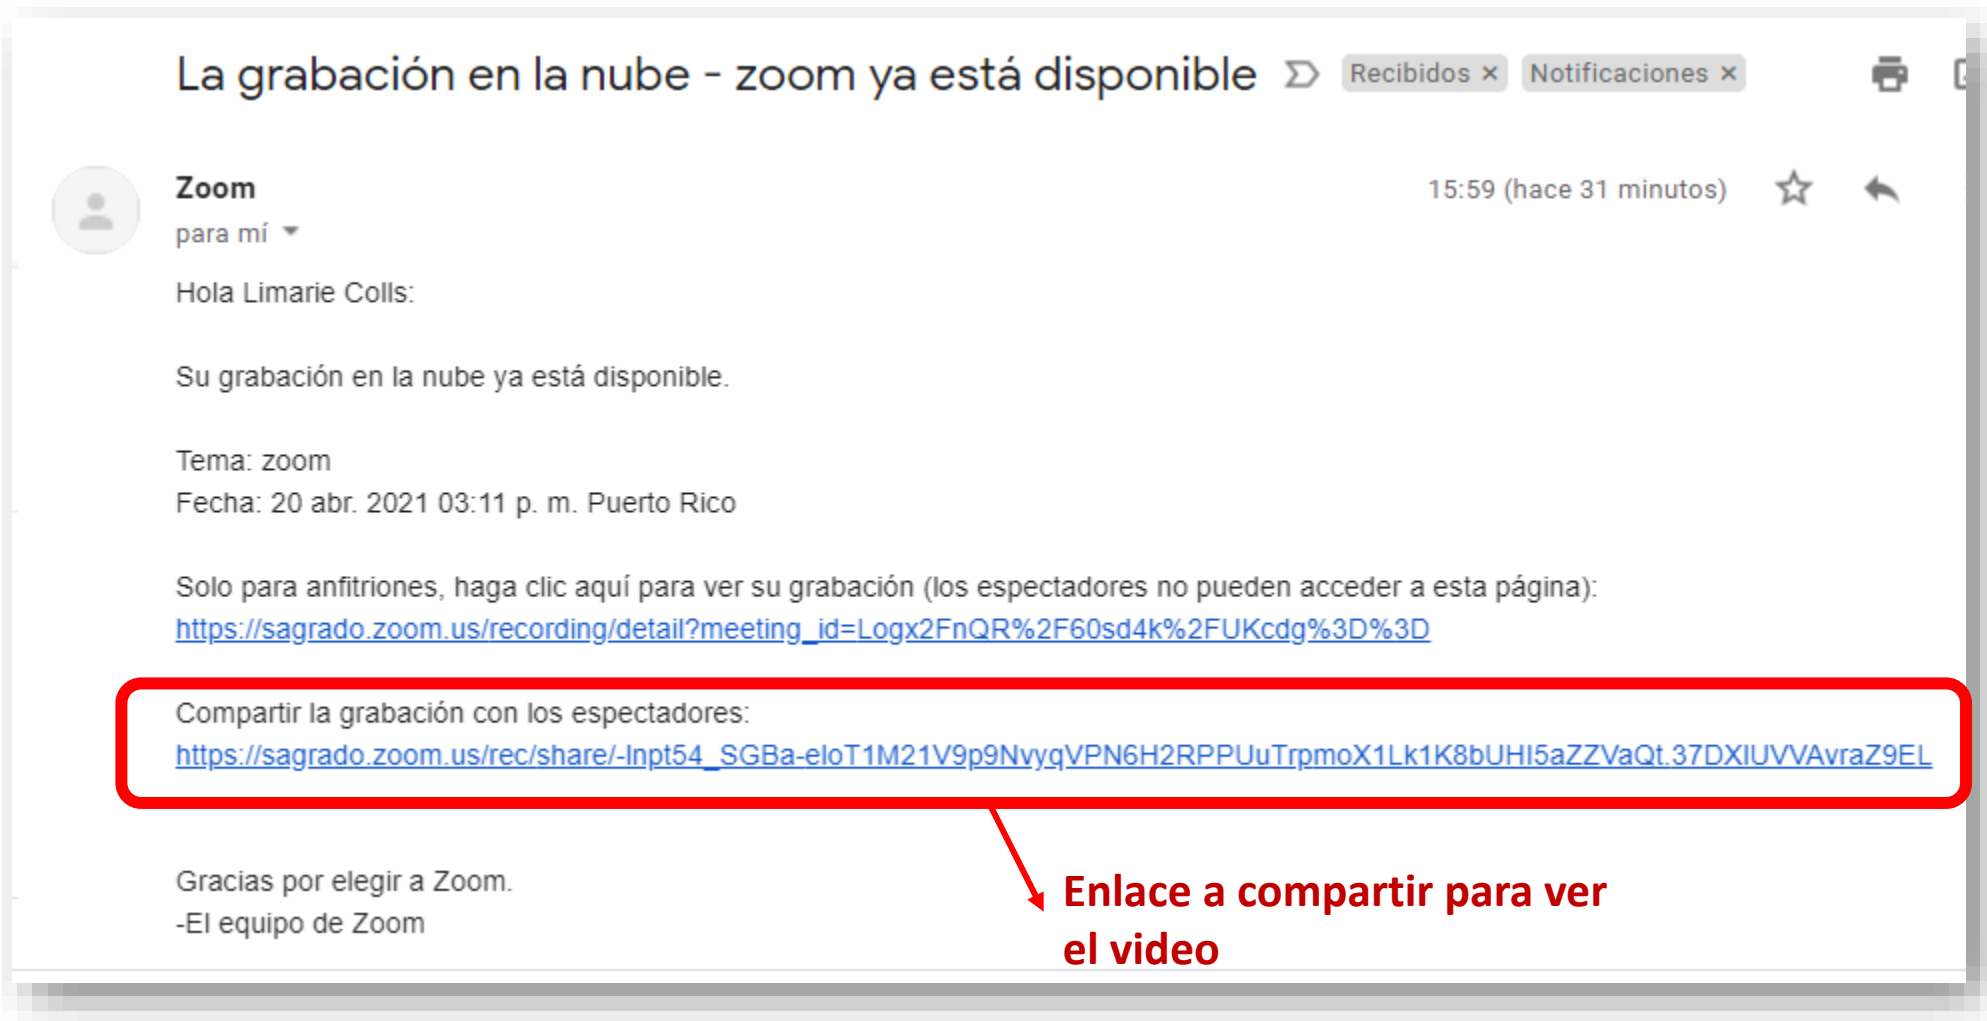 La grabación en la nube - zoom ya está disponible Recibidos × Notificaciones ×
Zoom 15:59 (hace 31 minutos)
para mí
Hola Limarie Colls:
Su grabación en la nube ya está disponible.
Tema: zoom
Fecha: 20 abr. 2021 03:11 p. m. Puerto Rico
Solo para anfitriones, haga clic aquí para ver su grabación (los espectadores no pueden acceder a esta página):
https://sagrado.zoom.us/recording/detail?meeting_id=Logx2FnQR%2F60sd4k%2FUKcdg%3D%3D
Compartir la grabación con los espectadores:
https://sagrado.zoom.us/rec/share/-Inpt54_SGBa-eIoT1M21V9p9NvyqVPN6H2RPPUuTrpmoX1Lk1K8bUHI5aZZVaQt.37DXIUVVAvraZ9EL
Gracias por elegir a Zoom.
-El equipo de Zoom
Enlace a compartir para ver
el video